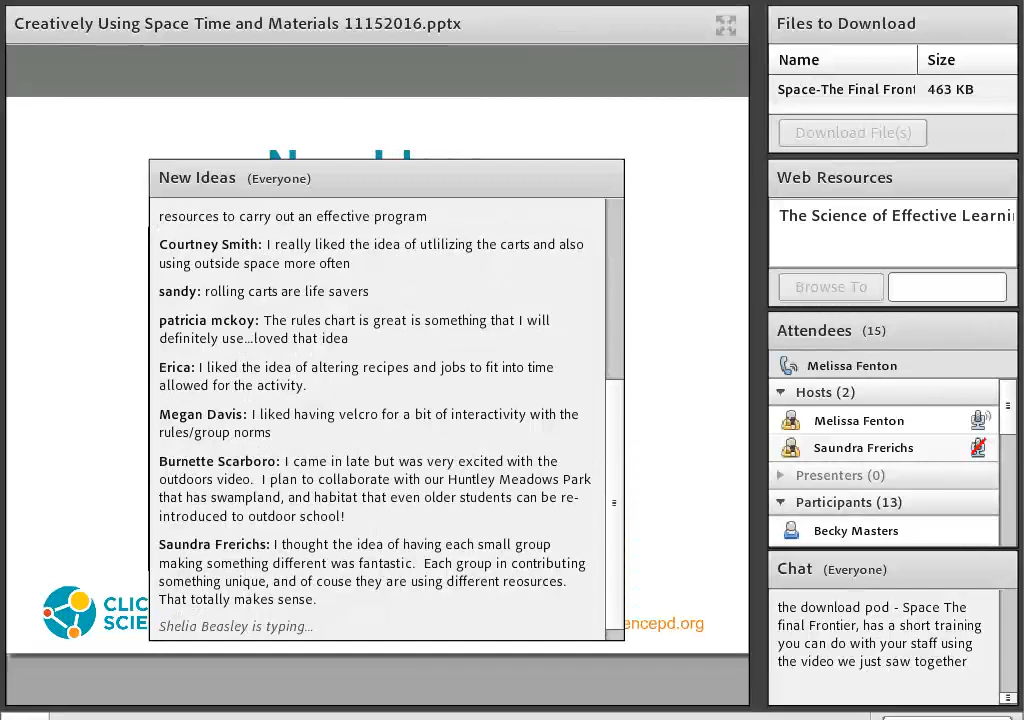 Creatively Using Space Time and Materials 11152016.pptx
New Ideas (Everyone)
resources to carry out an effective program
Courtney Smith: I really liked the idea of utlilizing the carts and also
using outside space more often
sandy: rolling carts are life savers
patricia mckoy: The rules chart is great is something that I will
definitely use...loved that idea
Erica: I liked the idea of altering recipes and jobs to fit into time
allowed for the activity.
Megan Davis: I liked having velcro for a bit of interactivity with the
rules/group norms
Burnette Scarboro: I came in late but was very excited with the
outdoors video.  I plan to collaborate with our Huntley Meadows Park
that has swampland, and habitat that even older students can be re-
introduced to outdoor school!
Saundra Frerichs: I thought the idea of having each small group
making something different was fantastic.  Each group in contributing
something unique, and of couse they are using different reources.
That totally makes sense.
Shelia Beasley is typing...
CLIC
SCIE
encepd.org
Files to Download
Name Size
Space-The Final Front 463 KB
Download File(s)
Web Resources
The Science of Effective Learni
Browse To
Attendees (15)
Melissa Fenton
Hosts (2)
Melissa Fenton
Saundra Frerichs
Presenters (0)
Participants (13)
Becky Masters
Chat (Everyone)
the download pod - Space The
final Frontier, has a short training
you can do with your staff using
the video we just saw together